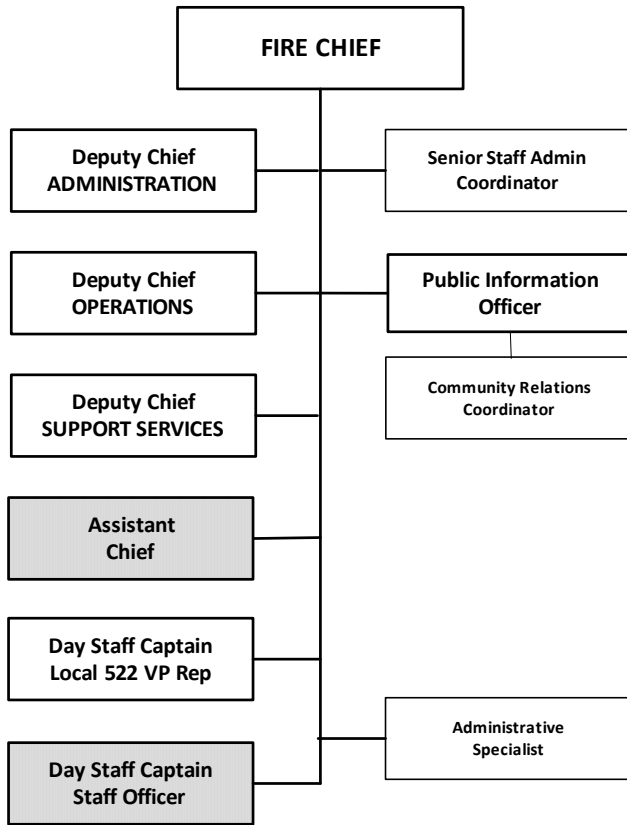 FIRE CHIEF
Deputy Chief
ADMINISTRATION
Senior Staff Admin
Coordinator
Deputy Chief
OPERATIONS
Public Information
Officer
Deputy Chief
SUPPORT SERVICES
Community Relations
Coordinator
Assistant
Chief
Day Staff Captain
Local 522 VP Rep
Administrative
Specialist
Day Staff Captain
Staff Officer